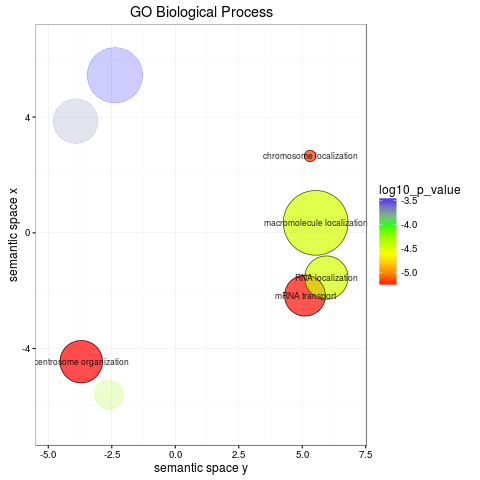 GO Biological Process
semantic space x
4
0
-4
chromosome localization
macromolecule localization
RNA localization
mRNA transport
centrosome organization
-5.0
-2.5
0.0
2.5
5.0
7.5
semantic space y
log10_p_value
-3.5
-4.0
-4.5
-5.0